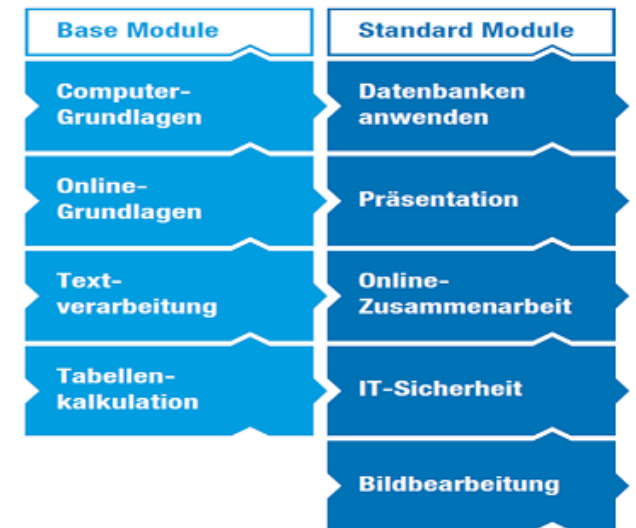 Base Module
Computer-
Grundlagen
Online-
Grundlagen
Text-
verarbeitung
Tabellen-
kalkulation
Standard Module
Datenbanken
anwenden
Präsentation
Online-
Zusammenarbeit
IT-Sicherheit
Bildbearbeitung